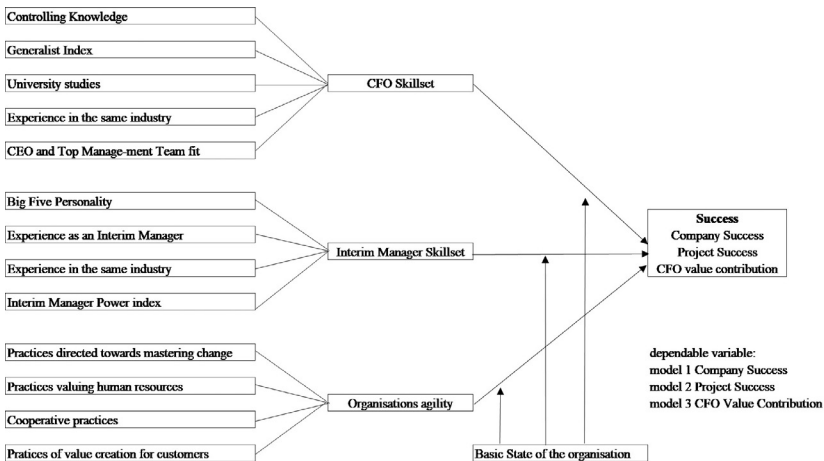 Controlling Knowledge
Generalist Index
University studies
Experience in the same industry
CEO and Top Manage-ment Team fit
CFO Skillset
Big Five Personality
Experience as an Interim Manager
Experience in the same industry
Interim Manager Power index
Interim Manager Skillset
Practices directed towards mastering change
Practices valuing human resources
Cooperative practices
Pratices of value creation for customers
Organisations agility
Basic State of the organisation
Success
Company Success
Project Success
CFO value contribution
dependable variable:
model 1 Company Success
model 2 Project Success
model 3 CFO Value Contribution